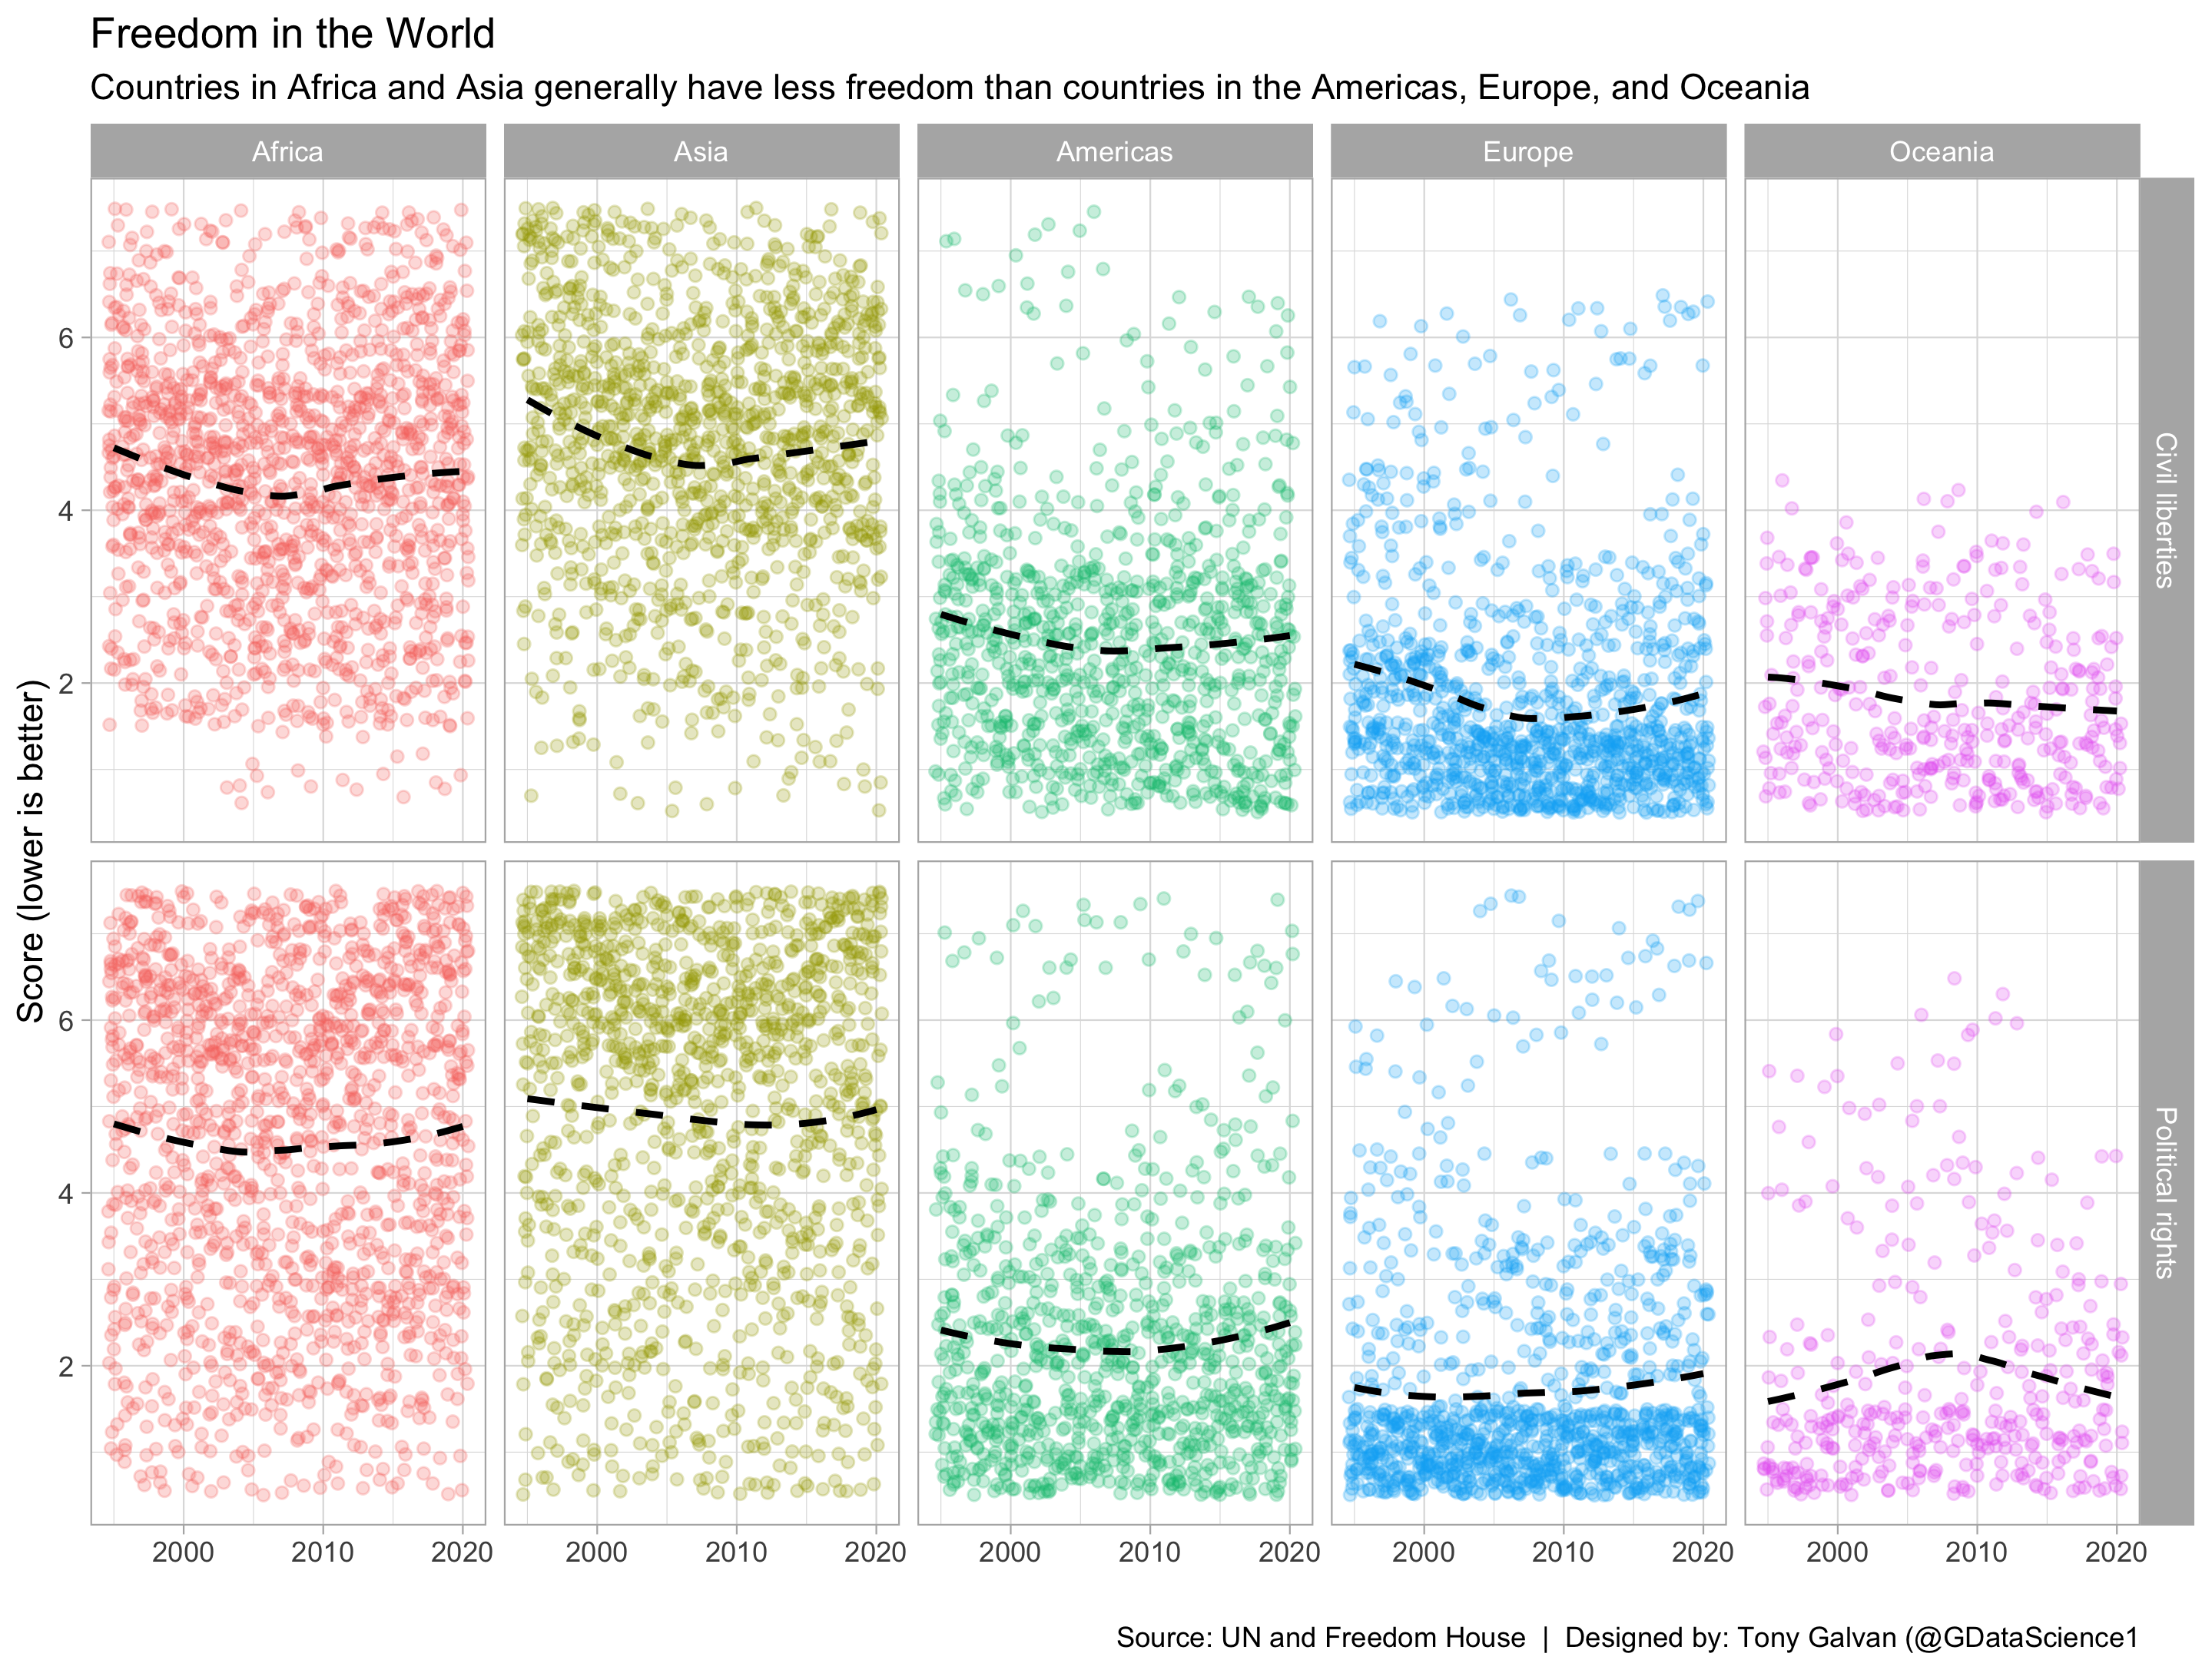 Freedom in the World
Countries in Africa and Asia generally have less freedom than countries in the Americas, Europe, and Oceania
Africa
Asia
Americas
Europe
Oceania
Score (lower is better)
6
4
2
Civil liberties
6
4
2
Political rights
2000 2010 2020
2000 2010 2020
2000 2010 2020
2000 2010 2020
2000 2010 2020
Source: UN and Freedom House | Designed by: Tony Galvan (@GDataScience1